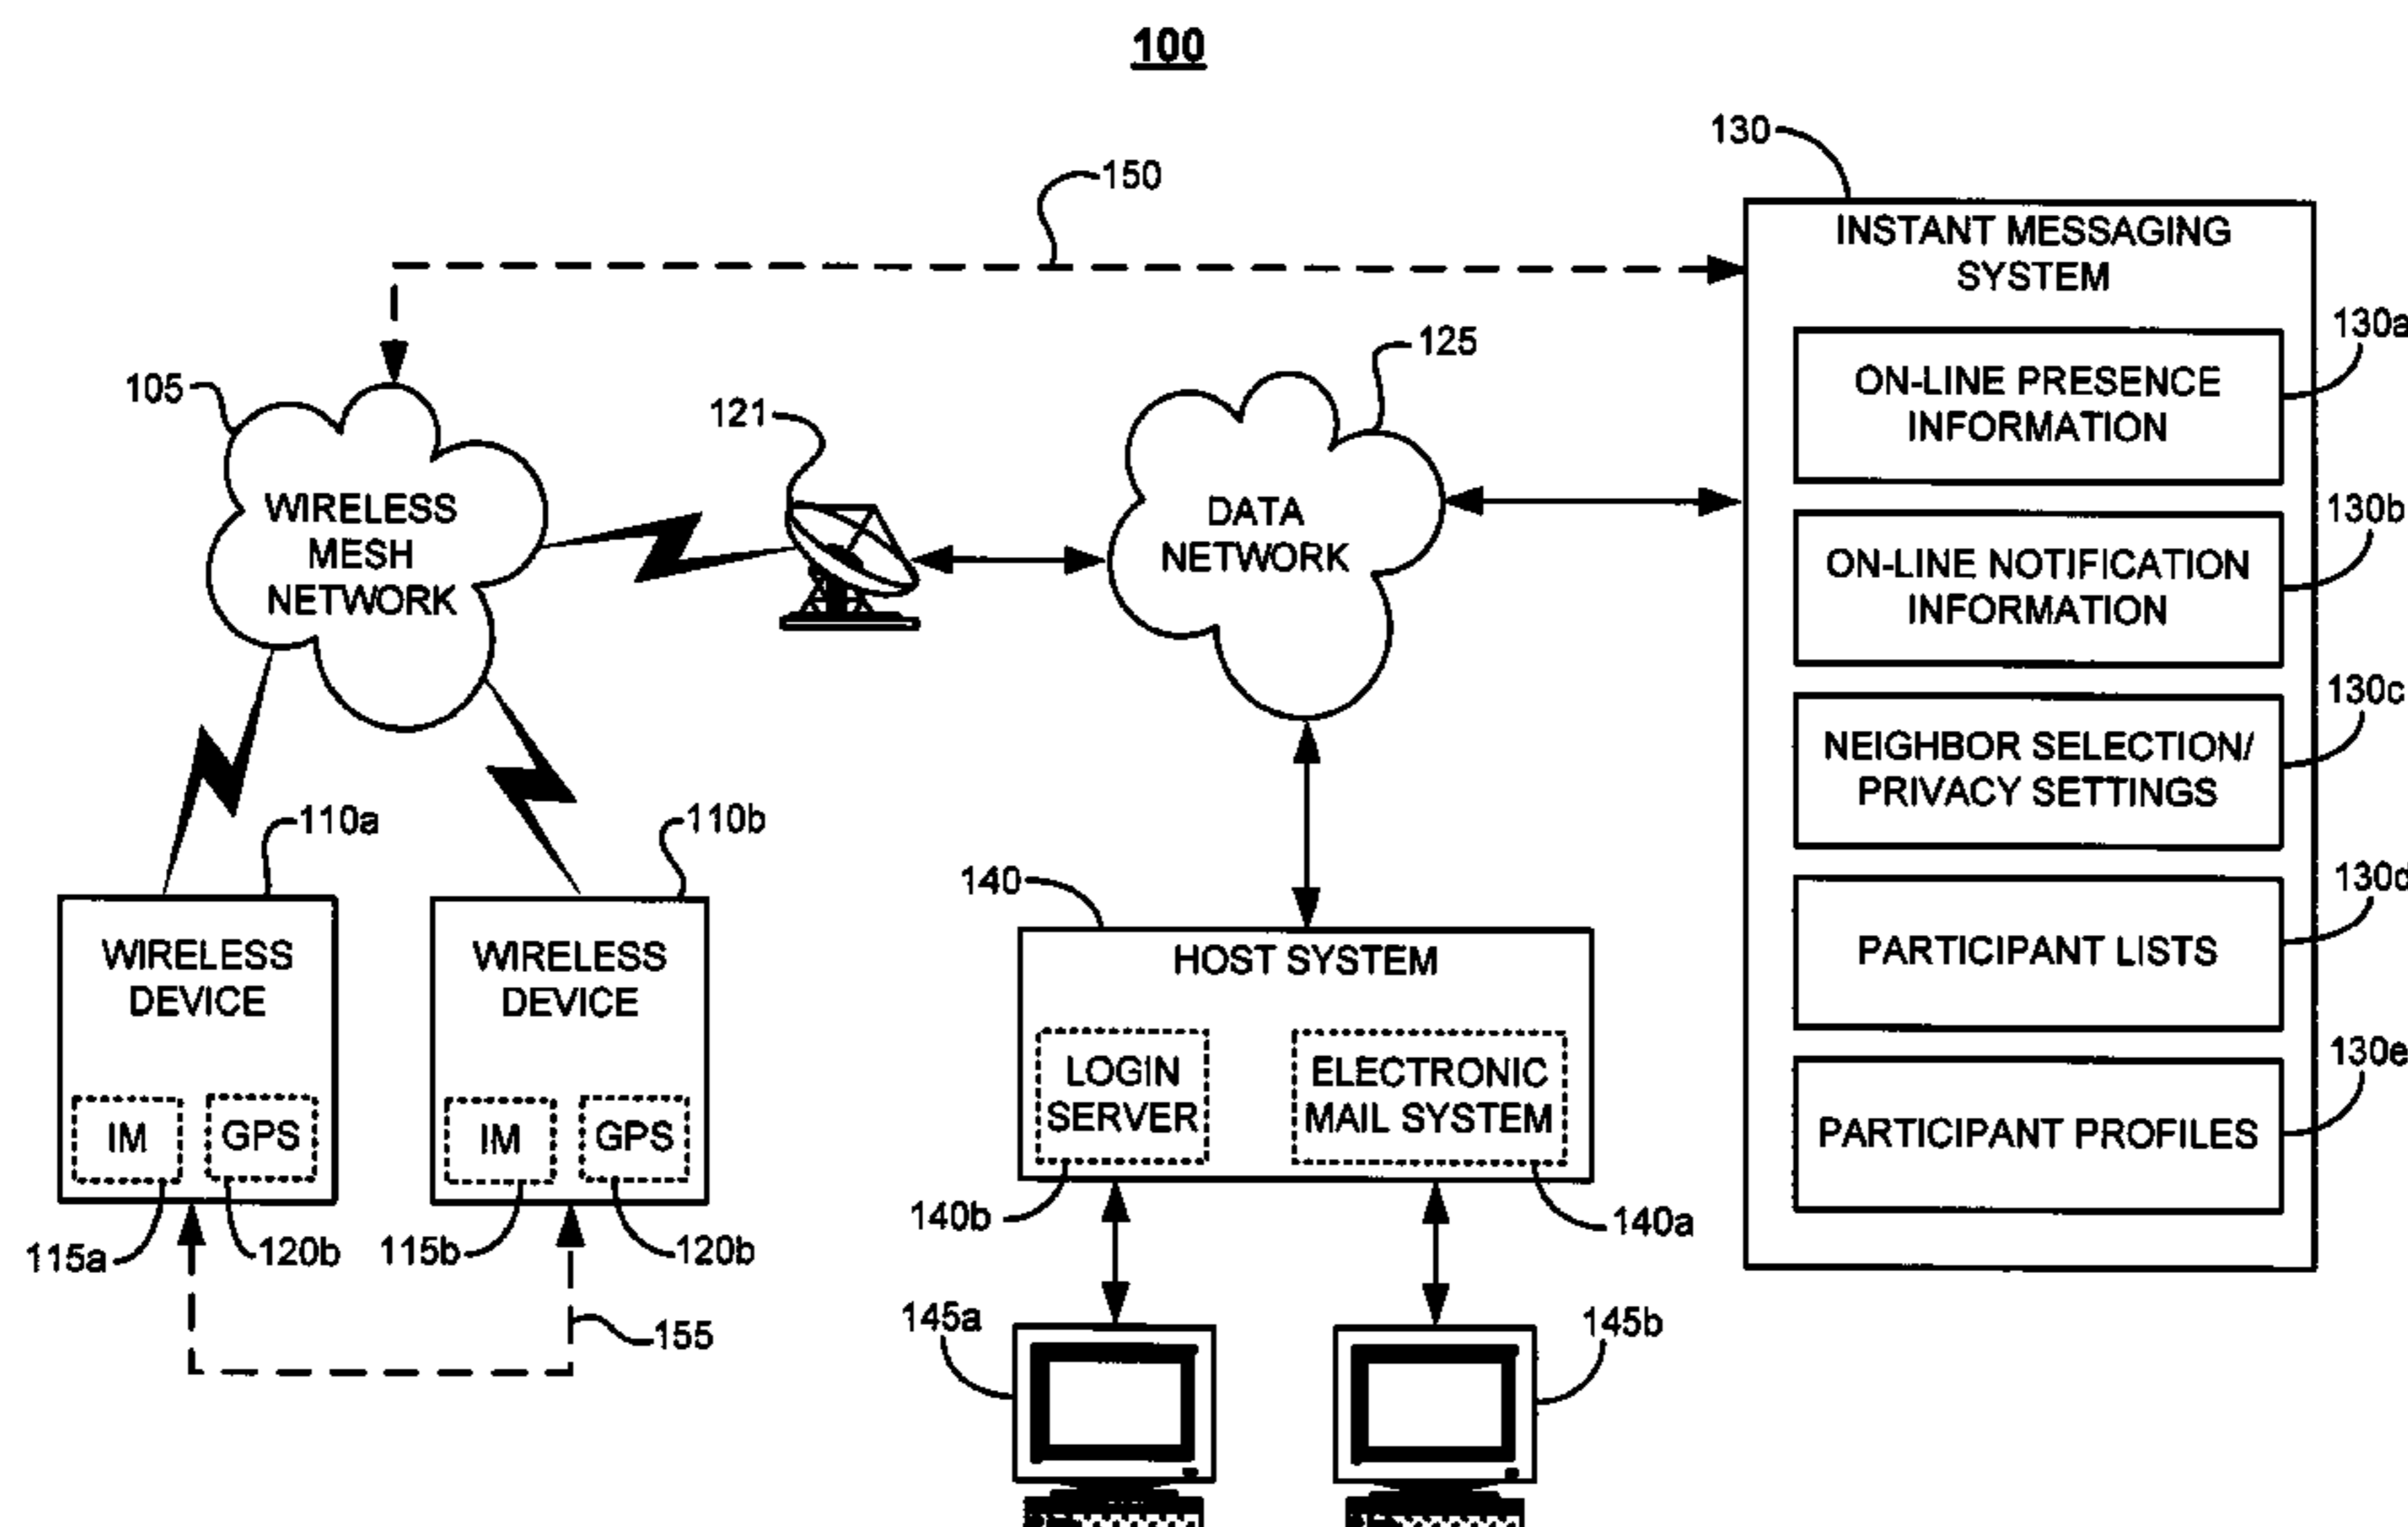 100
130
150
INSTANT MESSAGING
SYSTEM
130a
ON-LINE PRESENCE
INFORMATION
125
105
121
WIRELESS
MESH
NETWORK
DATA
NETWORK
130b
ON-LINE NOTIFICATION
INFORMATION
130c
NEIGHBOR SELECTION/
PRIVACY SETTINGS
110a
110b
140
130d
PARTICIPANT LISTS
WIRELESS
DEVICE
WIRELESS
DEVICE
HOST SYSTEM
LOGIN
SERVER
ELECTRONIC
MAIL SYSTEM
130e
PARTICIPANT PROFILES
IM
GPS
IM
GPS
115a
120b
115b
120b
140b
140a
155
145a
145b